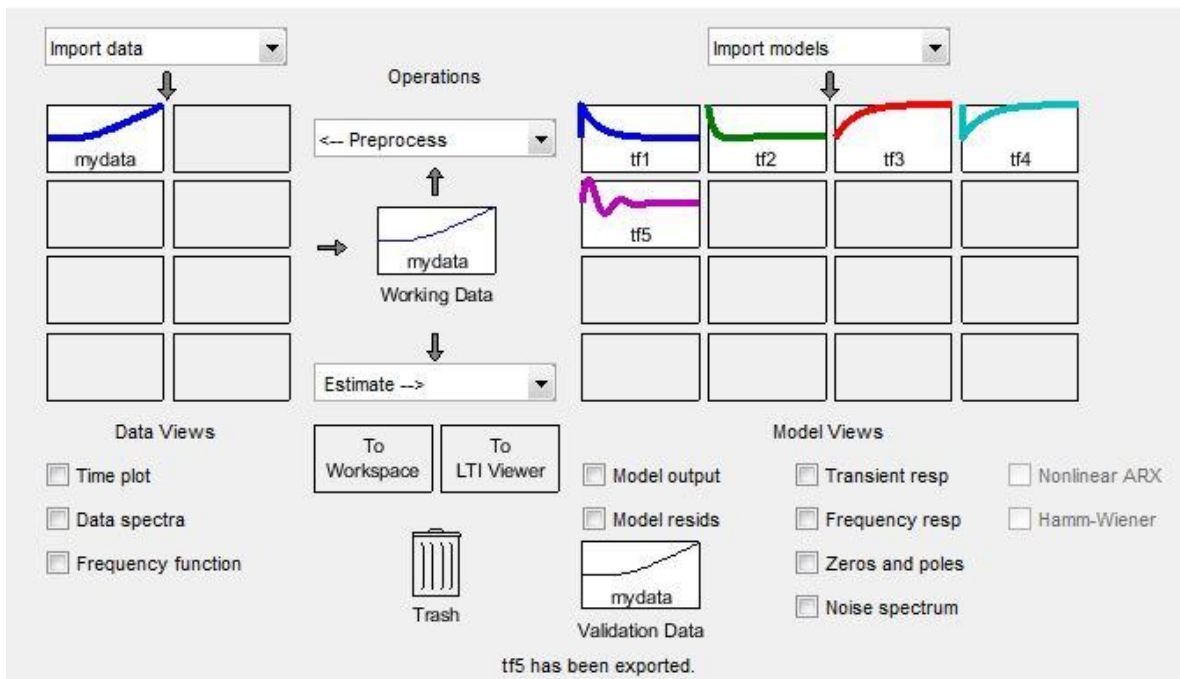 Import data
Import models
Operations
<-- Preprocess
mydata
tf1
tf2
tf3
tf4
tf5
mydata
Working Data
Estimate -->
Data Views
Model Views
To
Workspace
To
LTI Viewer
Time plot
Data spectra
Frequency function
Model output
Model resids
Transient resp
Frequency resp
Zeros and poles
Noise spectrum
Nonlinear ARX
Hamm-Wiener
Trash
mydata
Validation Data
tf5 has been exported.